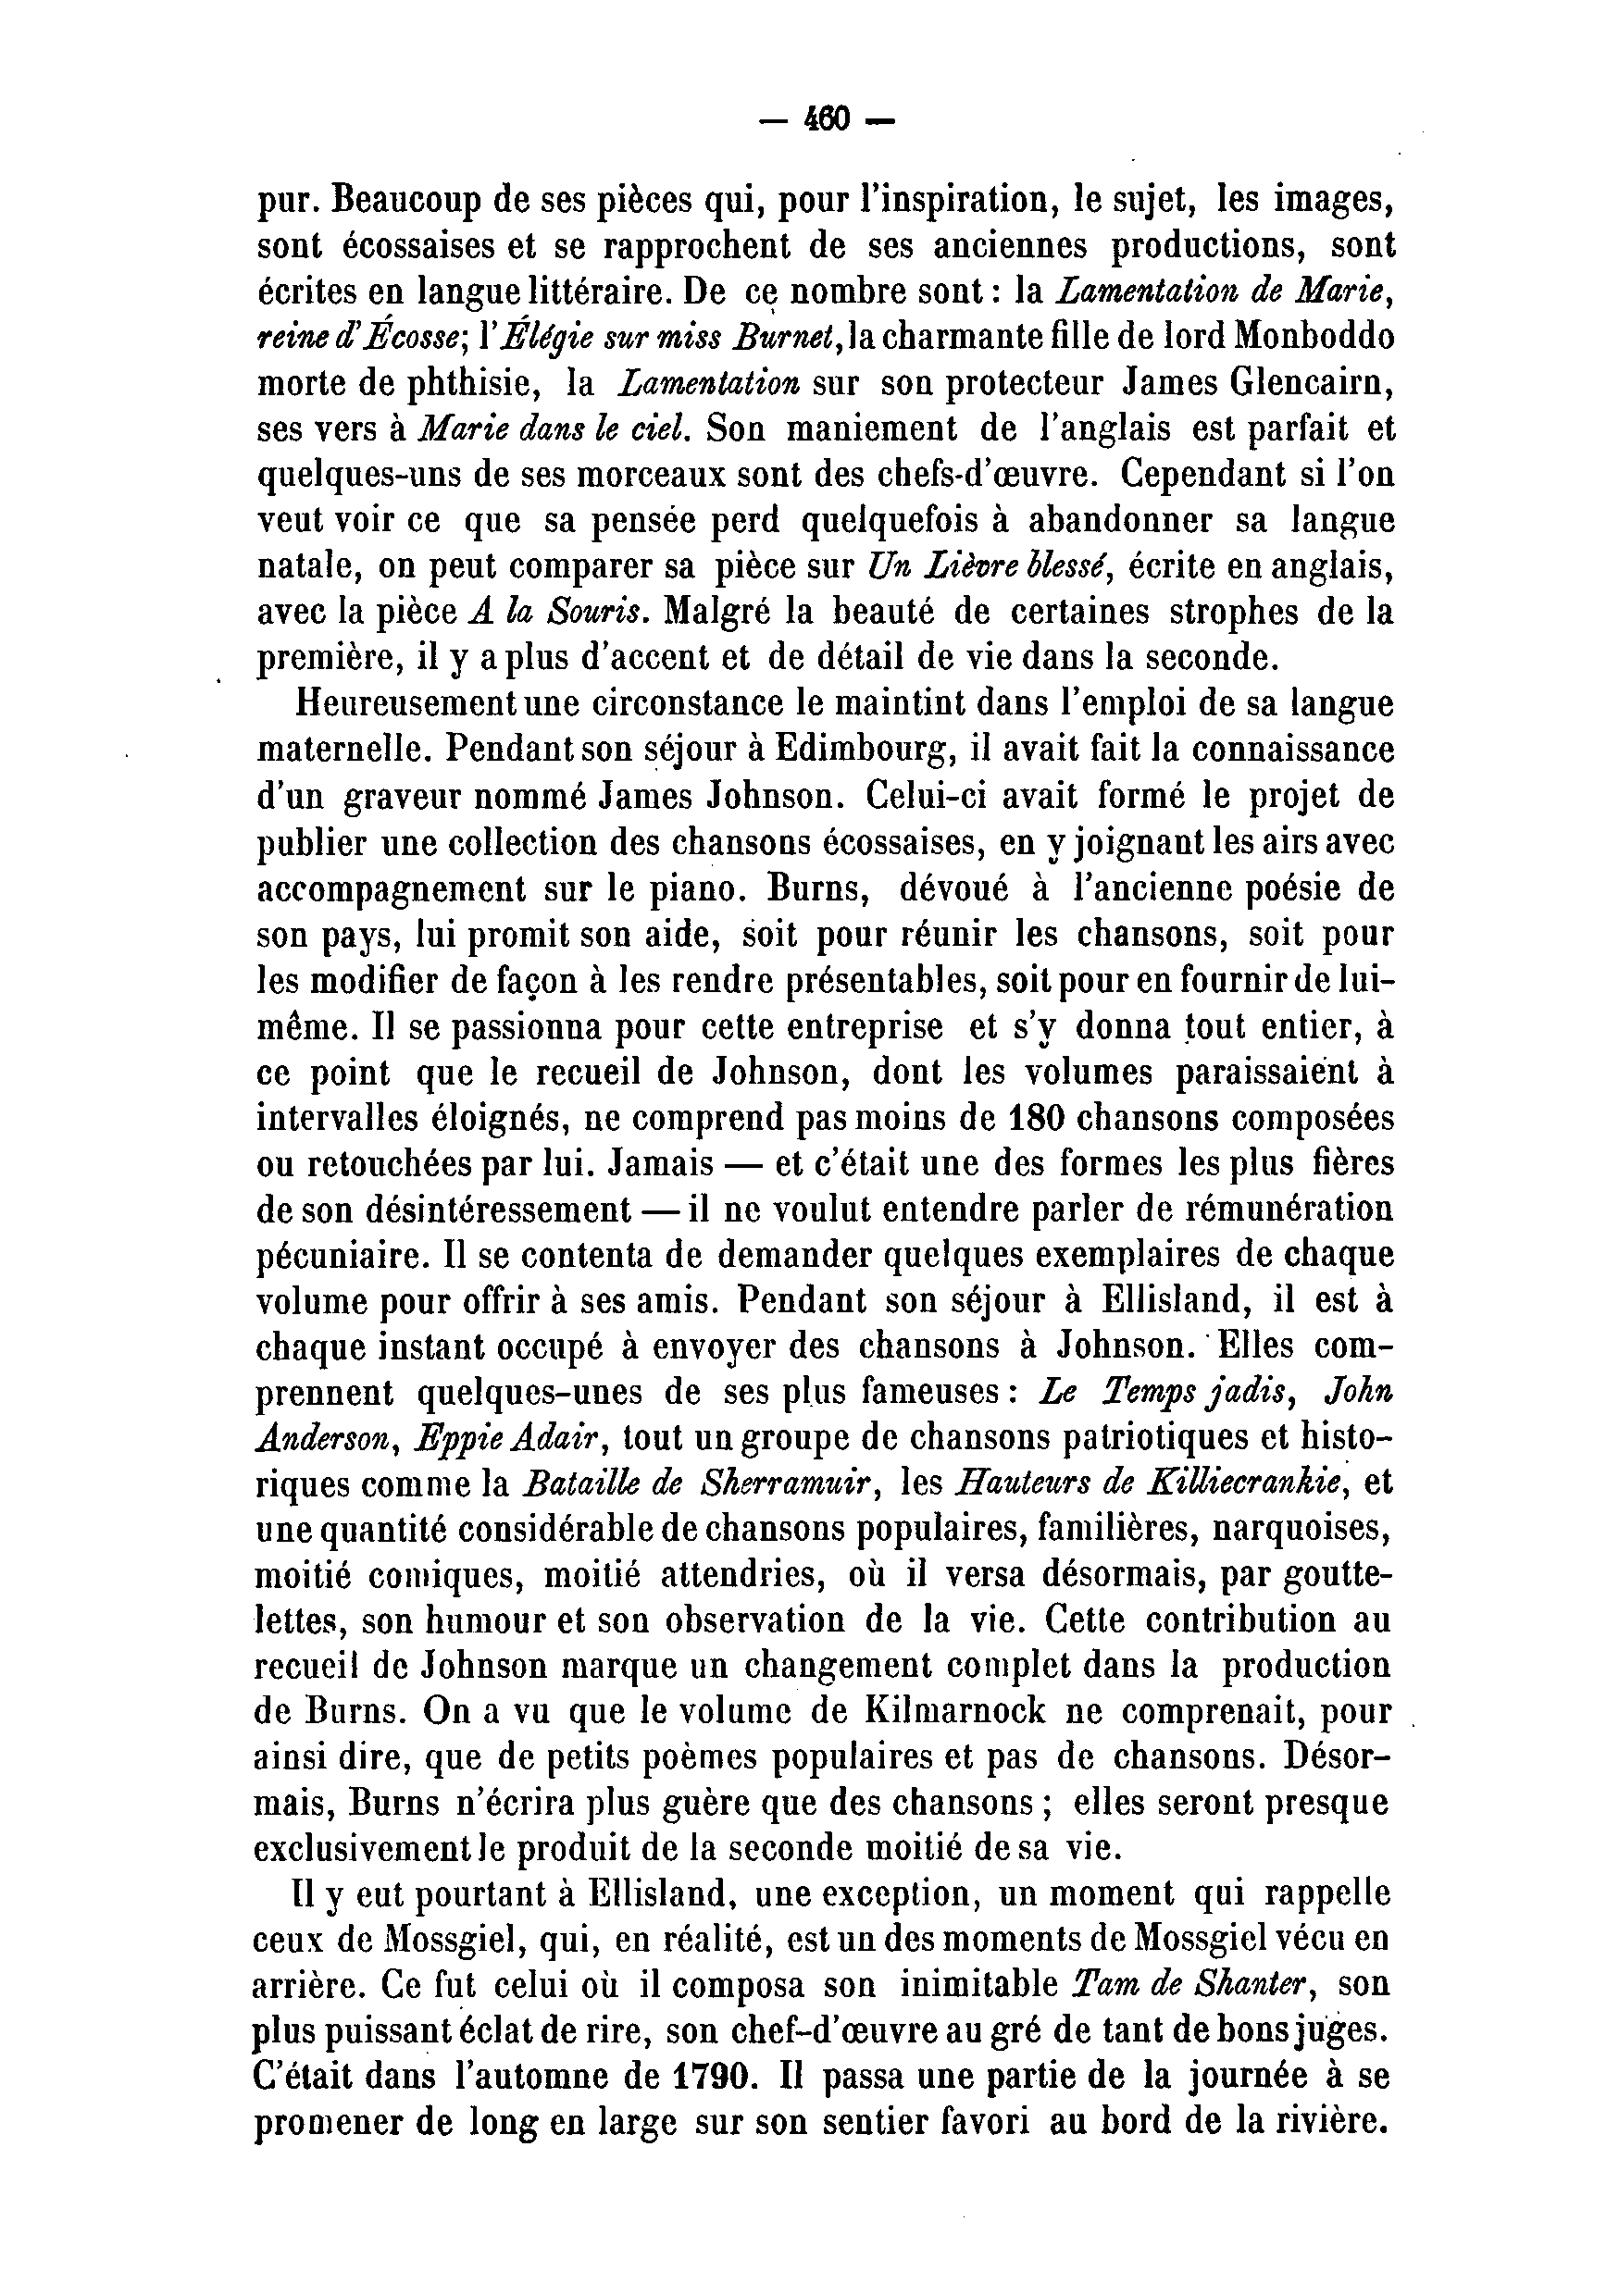 — 460 —
pur. Beaucoup de ses pièces qui, pour l'inspiration, le sujet, les images,
sont écossaises et se rapprochent de ses anciennes productions, sont
écrites en langue littéraire. De ce nombre sont : la Lamentation de Marie,
reine d'Écosse; l'Élégie sur miss Burnet, la charmante fille de lord Monboddo
morte de phthisie, la Lamentation sur son protecteur James Glencairn,
ses vers à Marie dans le ciel. Son maniement de l'anglais est parfait et
quelques-uns de ses morceaux sont des chefs-d'œuvre. Cependant si l'on
veut voir ce que sa pensée perd quelquefois à abandonner sa langue
natale, on peut comparer sa pièce sur Un Lièvre blessé, écrite en anglais,
avec la pièce A la Souris. Malgré la beauté de certaines strophes de la
première, il y a plus d'accent et de détail de vie dans la seconde.
Heureusement une circonstance le maintint dans l'emploi de sa langue
maternelle. Pendant son séjour à Edimbourg, il avait fait la connaissance
d'un graveur nommé James Johnson. Celui-ci avait formé le projet de
publier une collection des chansons écossaises, en y joignant les airs avec
accompagnement sur le piano. Burns, dévoué à l'ancienne poésie de
son pays, lui promit son aide, soit pour réunir les chansons, soit pour
les modifier de façon à les rendre présentables, soit pour en fournir de lui-
même. Il se passionna pour cette entreprise et s'y donna tout entier, à
ce point que le recueil de Johnson, dont les volumes paraissaient à
intervalles éloignés, ne comprend pas moins de 180 chansons composées
ou retouchées par lui. Jamais — et c'était une des formes les plus fières
de son désintéressement — il ne voulut entendre parler de rémunération
pécuniaire. Il se contenta de demander quelques exemplaires de chaque
volume pour offrir à ses amis. Pendant son séjour à Ellisland, il est à
chaque instant occupé à envoyer des chansons à Johnson. Elles com-
prennent quelques-unes de ses plus fameuses : Le Temps jadis, John
Anderson, Eppie Adair, tout un groupe de chansons patriotiques et histo-
riques comme la Bataille de Sherramuir, les Hauteurs de Killiecrankie, et
une quantité considérable de chansons populaires, familières, narquoises,
moitié comiques, moitié attendries, où il versa désormais, par goutte-
lettes, son humour et son observation de la vie. Cette contribution au
recueil de Johnson marque un changement complet dans la production
de Burns. On a vu que le volume de Kilmarnock ne comprenait, pour
ainsi dire, que de petits poèmes populaires et pas de chansons. Désor-
mais, Burns n'écrira plus guère que des chansons ; elles seront presque
exclusivement le produit de la seconde moitié de sa vie.
Il y eut pourtant à Ellisland, une exception, un moment qui rappelle
ceux de Mossgiel, qui, en réalité, est un des moments de Mossgiel vécu en
arrière. Ce fut celui où il composa son inimitable Tam de Shanter, son
plus puissant éclat de rire, son chef-d'œuvre au gré de tant de bons juges.
C'était dans l'automne de 1790. Il passa une partie de la journée à se
promener de long en large sur son sentier favori au bord de la rivière.